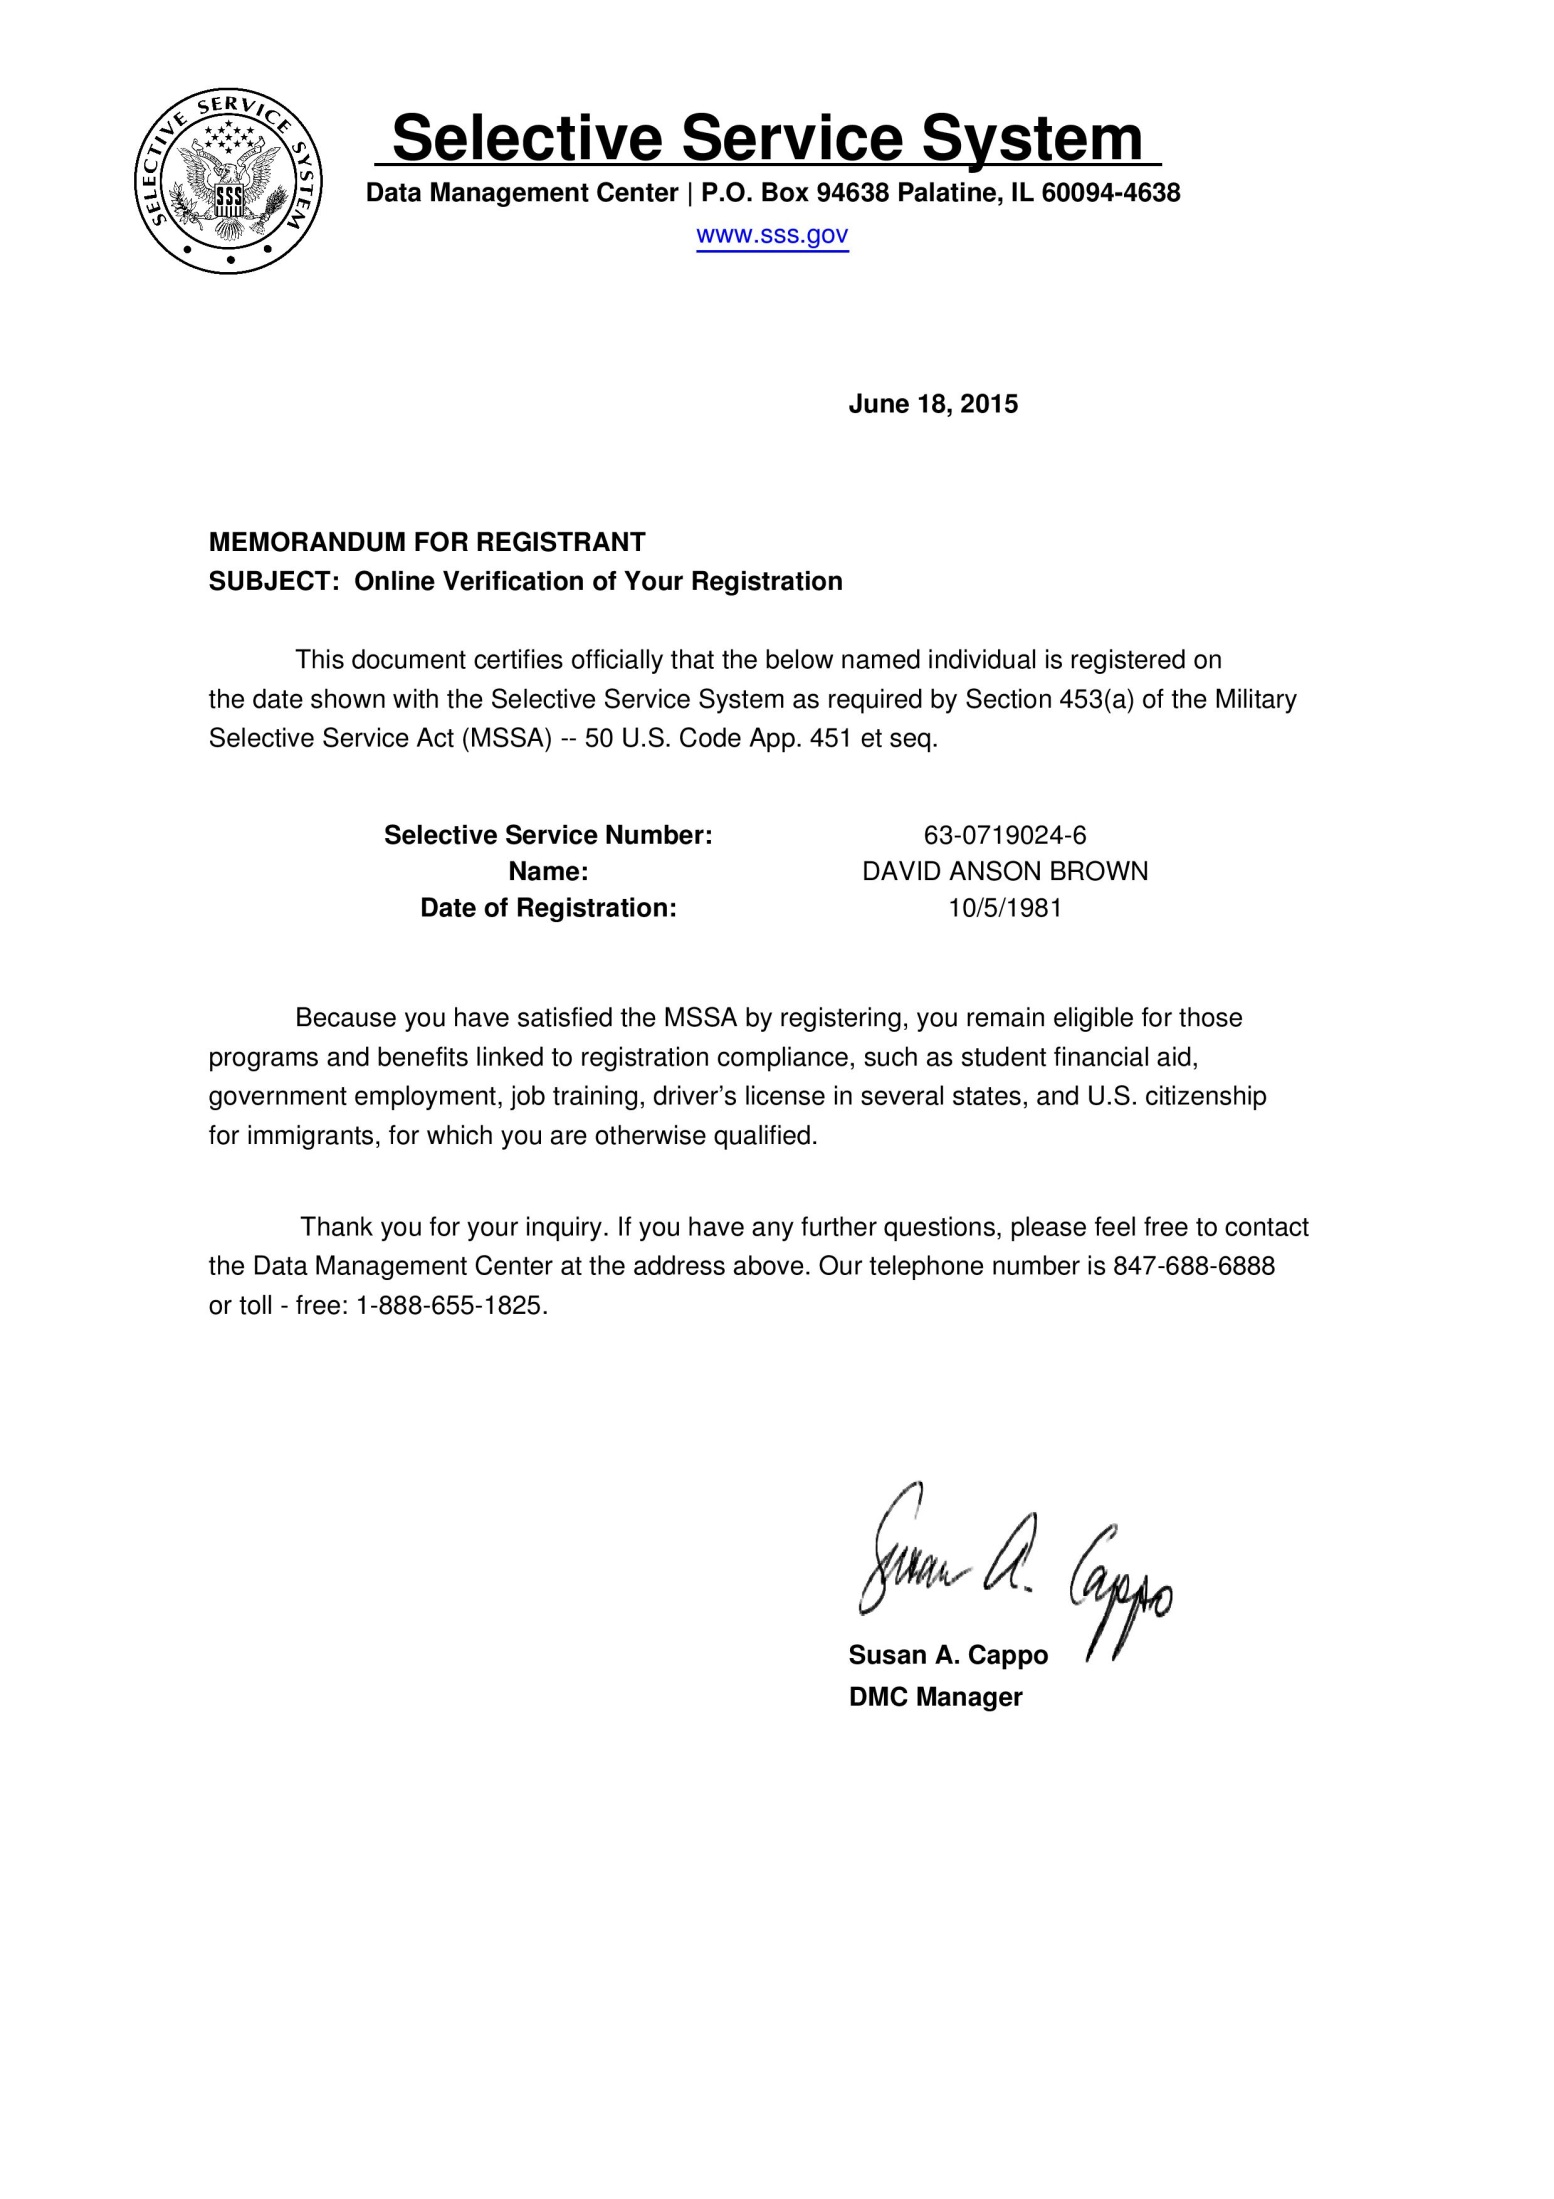 SELECTIVE SERVICE SYSTEM
SSS
Selective Service System
Data Management Center | P.O. Box 94638 Palatine, IL 60094-4638
www.sss.gov
June 18, 2015
MEMORANDUM FOR REGISTRANT
SUBJECT: Online Verification of Your Registration
This document certifies officially that the below named individual is registered on
the date shown with the Selective Service System as required by Section 453(a) of the Military
Selective Service Act (MSSA) -- 50 U.S. Code App. 451 et seq.
Selective Service Number: 63-0719024-6
Name: DAVID ANSON BROWN
Date of Registration: 10/5/1981
Because you have satisfied the MSSA by registering, you remain eligible for those
programs and benefits linked to registration compliance, such as student financial aid,
government employment, job training, driver’s license in several states, and U.S. citizenship
for immigrants, for which you are otherwise qualified.
Thank you for your inquiry. If you have any further questions, please feel free to contact
the Data Management Center at the address above. Our telephone number is 847-688-6888
or toll - free: 1-888-655-1825.
Susan A. Cappo
Susan A. Cappo
DMC Manager